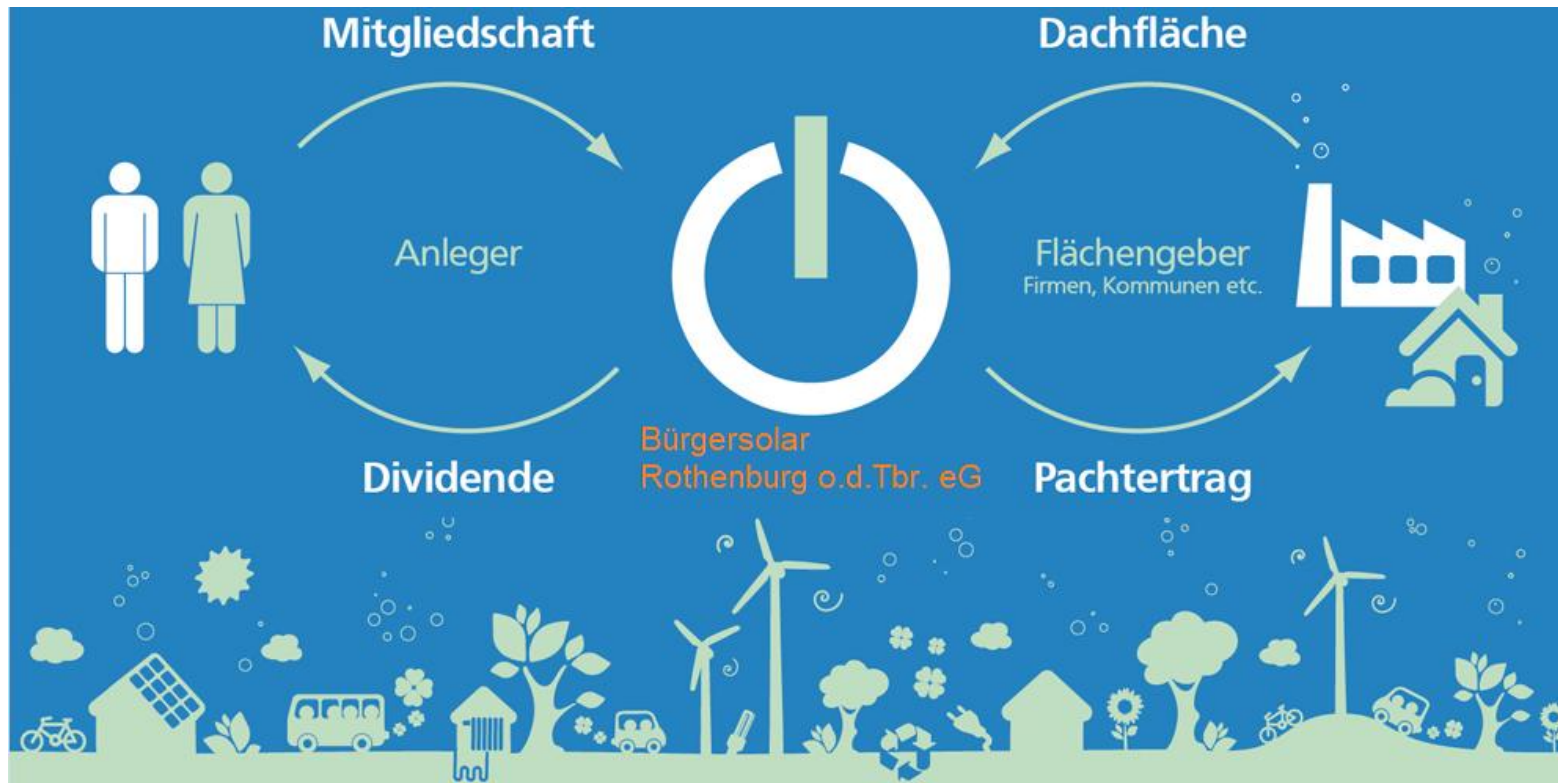 Mitgliedschaft
Dachfläche
Anleger
Flächengeber
Firmen, Kommunen etc.
Bürgersolar
Rothenburg o.d.Tbr. eG
Dividende
Pachtertrag